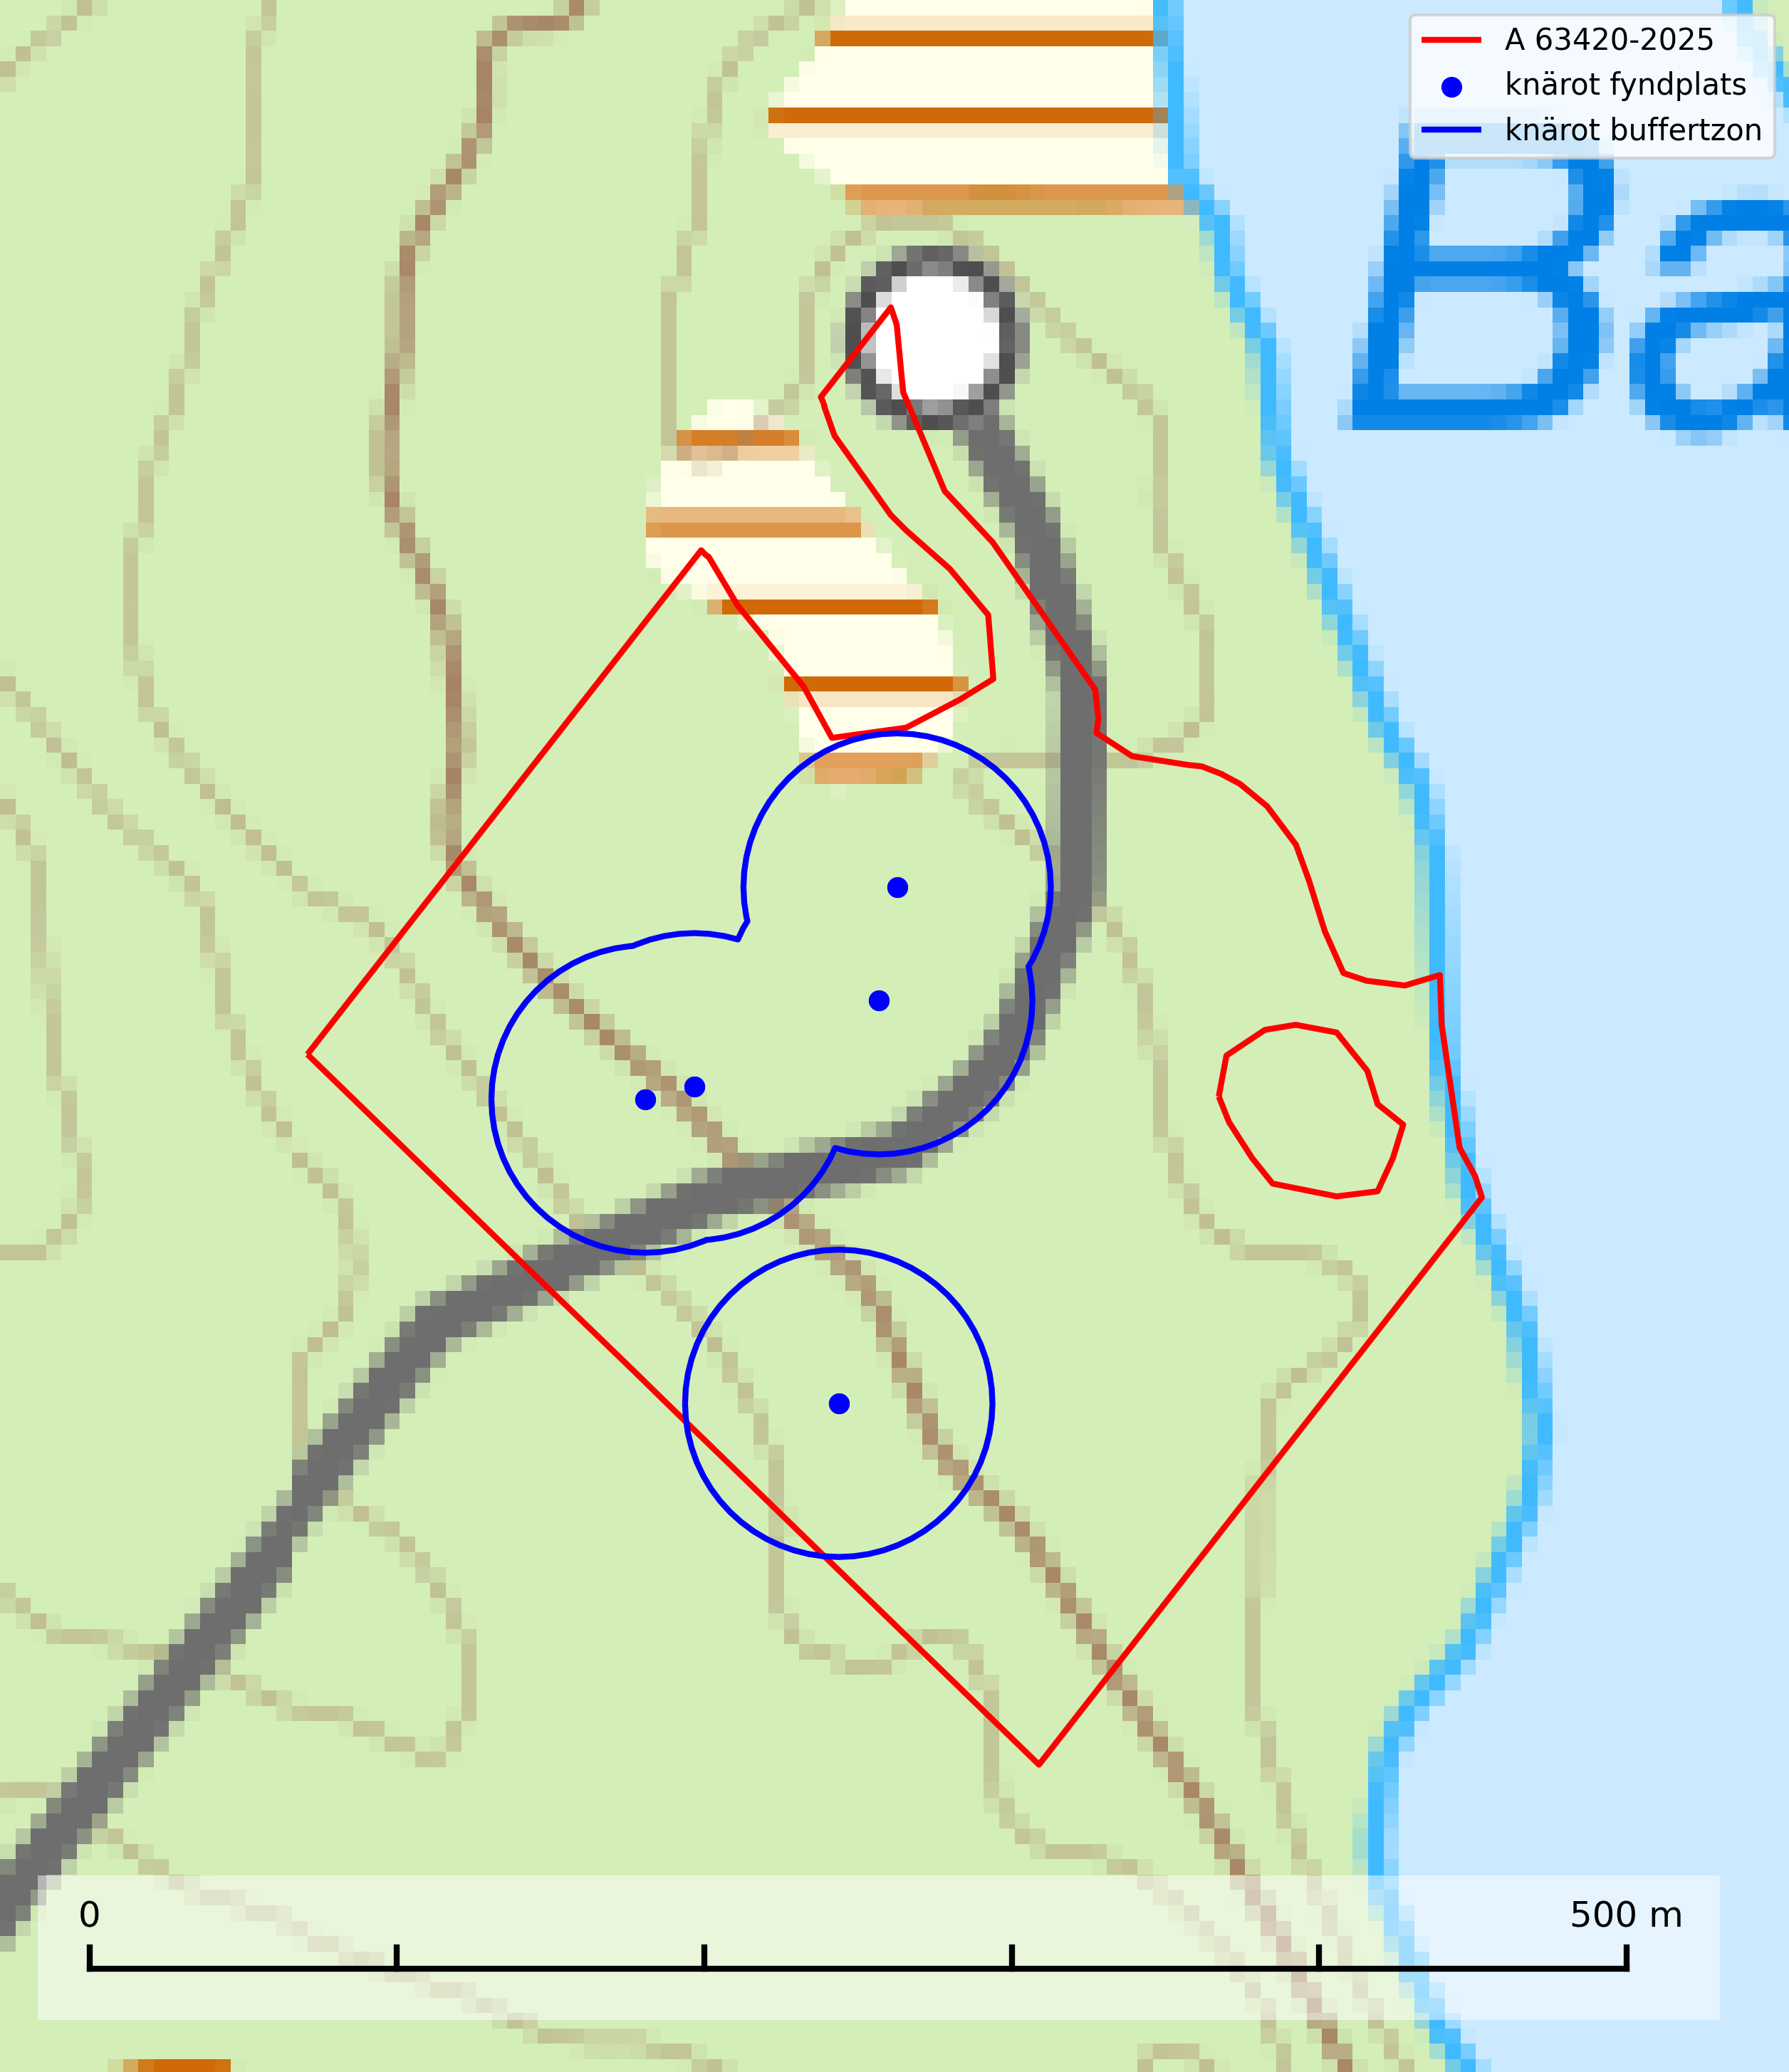 A 63420-2025
knärot fyndplats
knärot buffertzon
Ba
0
500 m